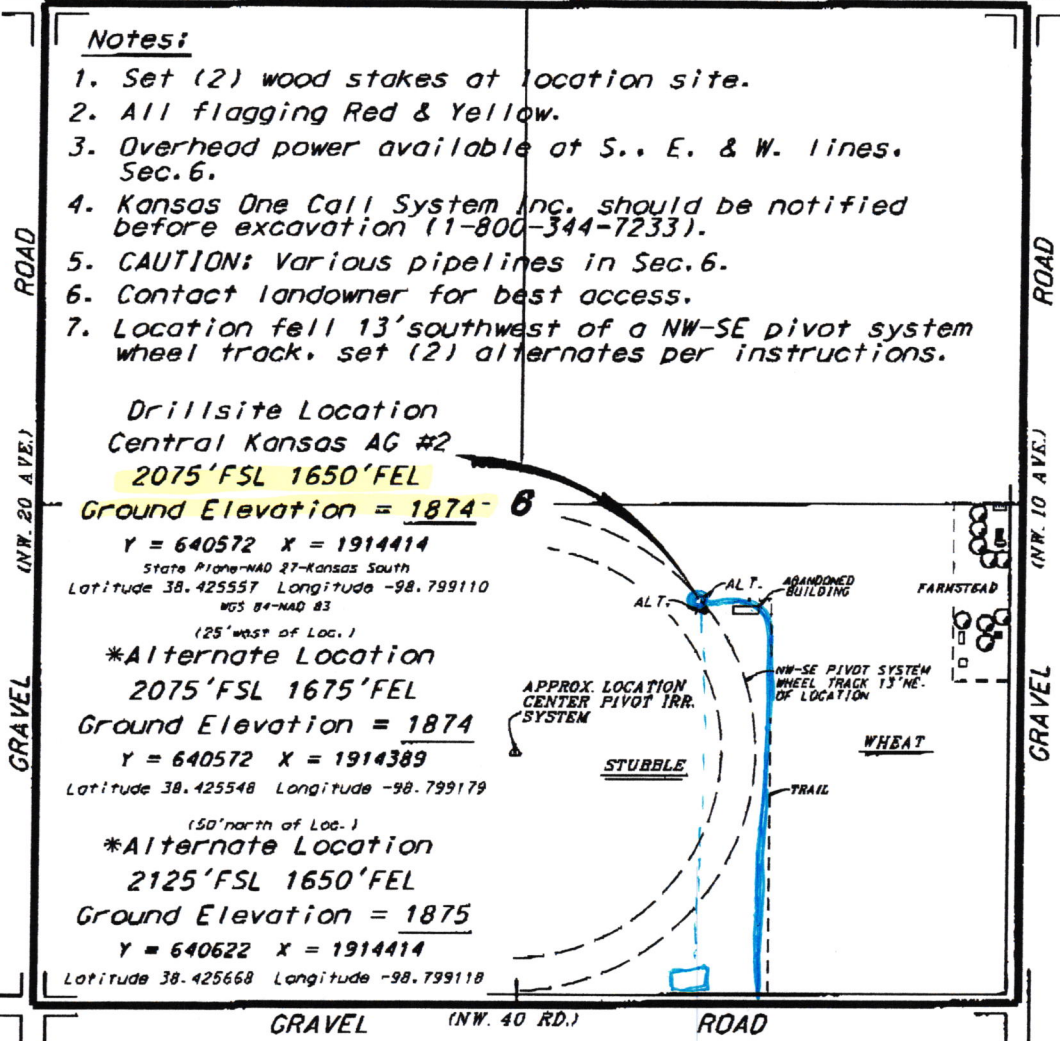 Notes:
1. Set (2) wood stakes at location site.
2. All flagging Red & Yellow.
3. Overhead power available at S., E. & W. lines.
Sec.6.
4. Kansas One Call System Inc. should be notified
before excavation (1-800-344-7233).
5. CAUTION: Various pipelines in Sec.6.
6. Contact landowner for best access.
7. Location fell 13'southwest of a NW-SE pivot system
wheel track. set (2) alternates per instructions.
Drillsite Location
Central Kansas AG #2
2075'FSL 1650'FEL
Ground Elevation = 1874
Y = 640572 X = 1914414
State Plane-NAD 27-Kansas South
Latitude 38.425557 Longitude -98.799110
WGS 84-NAD 83
(25'west of Loc.)
*Alternate Location
2075'FSL 1675'FEL
Ground Elevation = 1874
Y = 640572 X = 1914389
Latitude 38.425548 Longitude -98.799179
(50'north of Loc.)
*Alternate Location
2125'FSL 1650'FEL
Ground Elevation = 1875
Y = 640622 X = 1914414
Latitude 38.425668 Longitude -98.799118
6
ALT.
ALT.
ABANDONED
BUILDING
FARMSTEAD
NW-SE PIVOT SYSTEM
WHEEL TRACK 13'NE.
OF LOCATION
APPROX. LOCATION
CENTER PIVOT IRR.
SYSTEM
STUBBLE
WHEAT
TRAIL
GRAVEL (NW. 20 AVE.) ROAD
GRAVEL (NW. 10 AVE.) ROAD
GRAVEL (NW. 40 RD.) ROAD